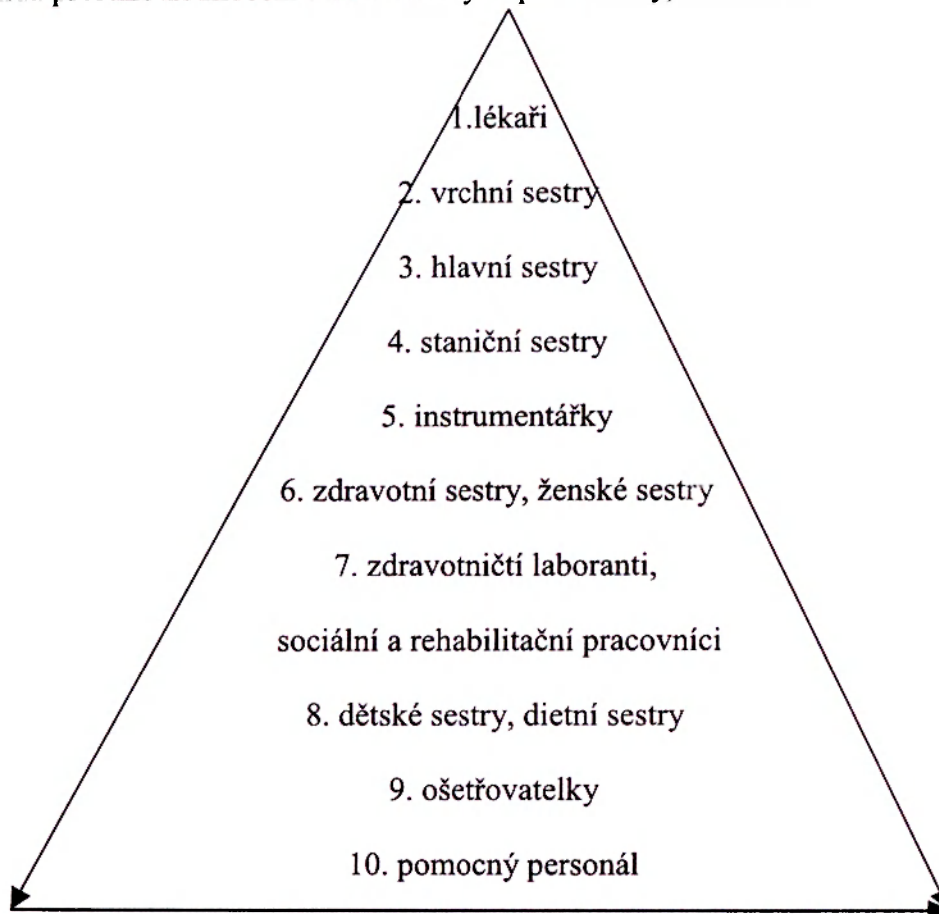 1.lékaři
2. vrchní sestry
3. hlavní sestry
4. staniční sestry
5. instrumentářky
6. zdravotní sestry, ženské sestry
7. zdravotničtí laboranti,
sociální a rehabilitační pracovníci
8. dětské sestry, dietní sestry
9. ošetřovatelky
10. pomocný personál